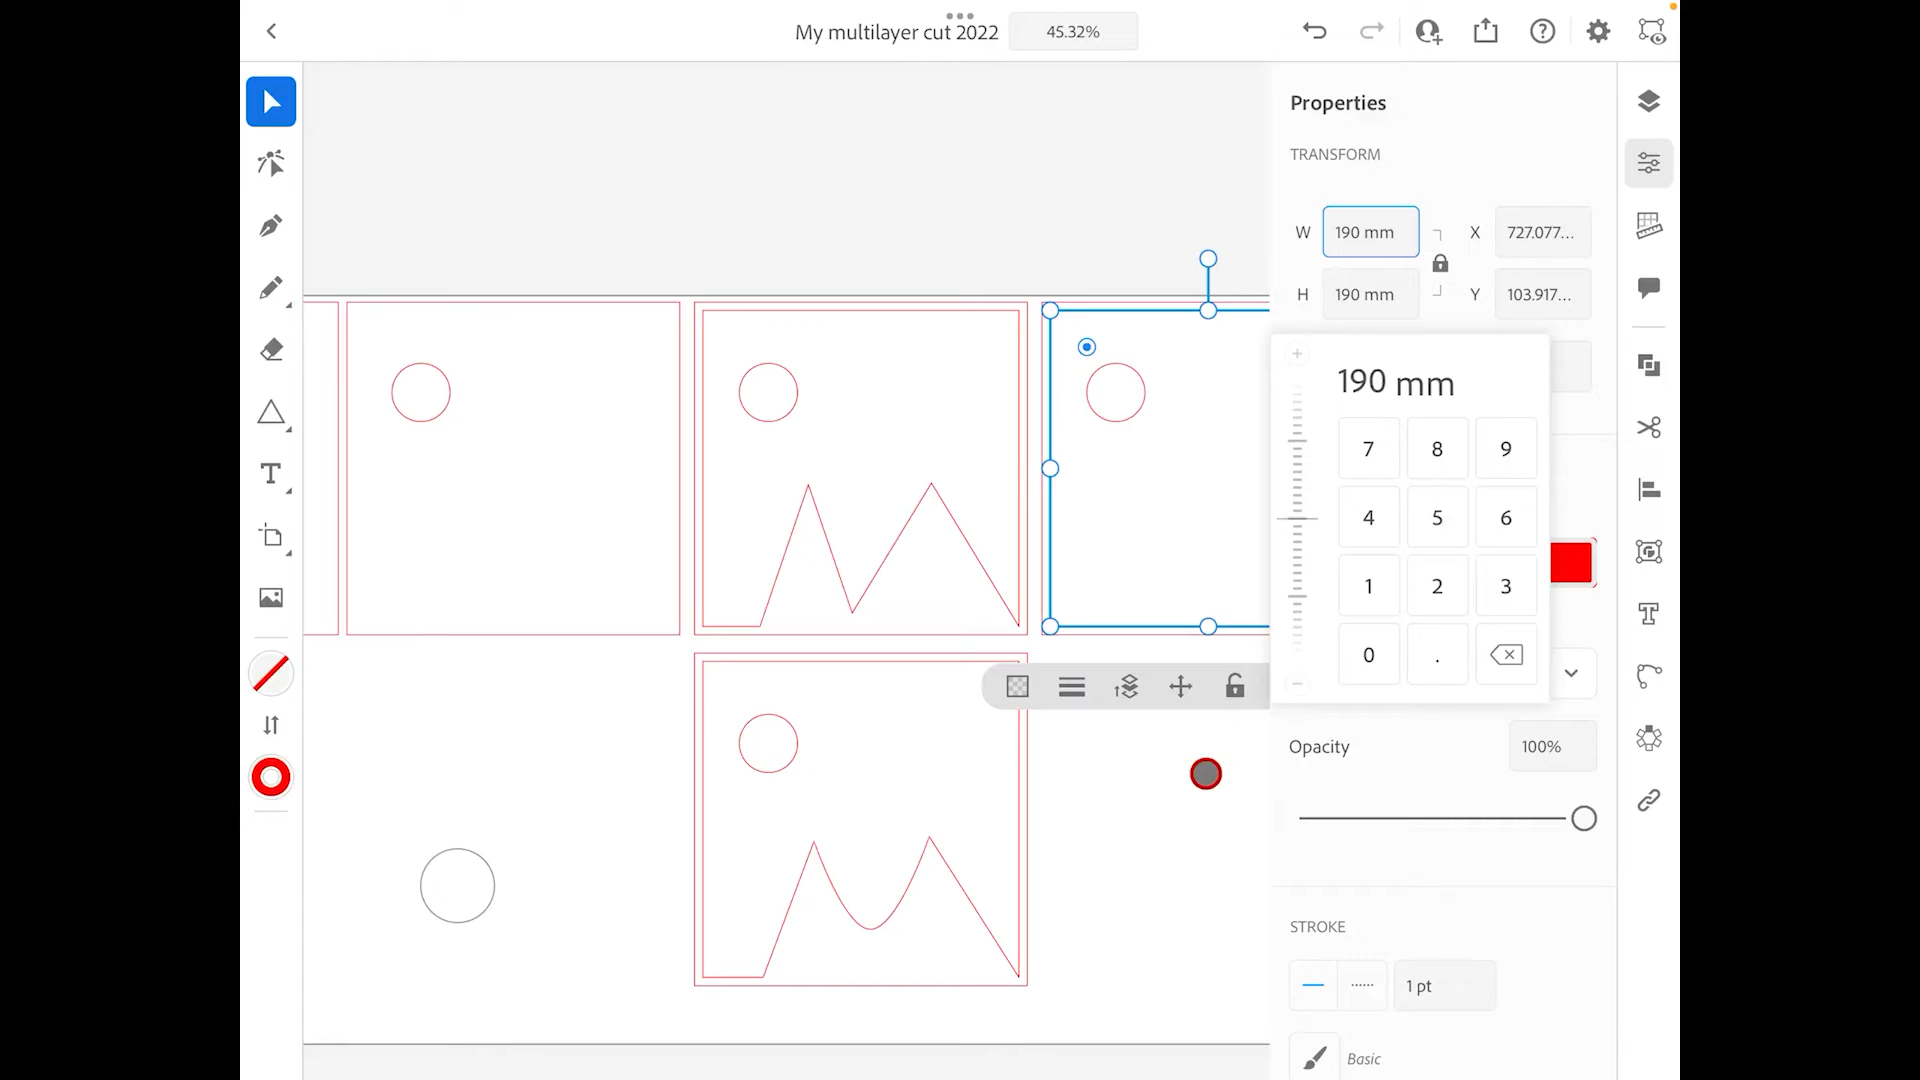 My multilayer cut 2022
45.32%
Properties
TRANSFORM
W 190 mm X 727.077...
H 190 mm Y 103.917...
190 mm
7 8 9
4 5 6
1 2 3
0 .
Opacity 100%
STROKE
1 pt
Basic